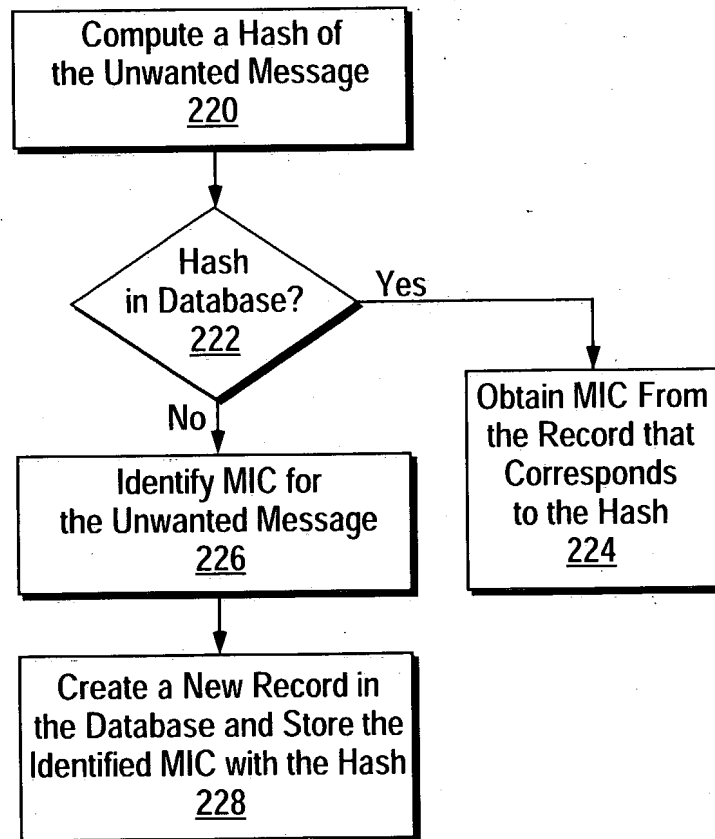 Compute a Hash of
the Unwanted Message
220
Hash
in Database?
222
Yes
No
Obtain MIC From
the Record that
Corresponds
to the Hash
224
Identify MIC for
the Unwanted Message
226
Create a New Record in
the Database and Store the
Identified MIC with the Hash
228